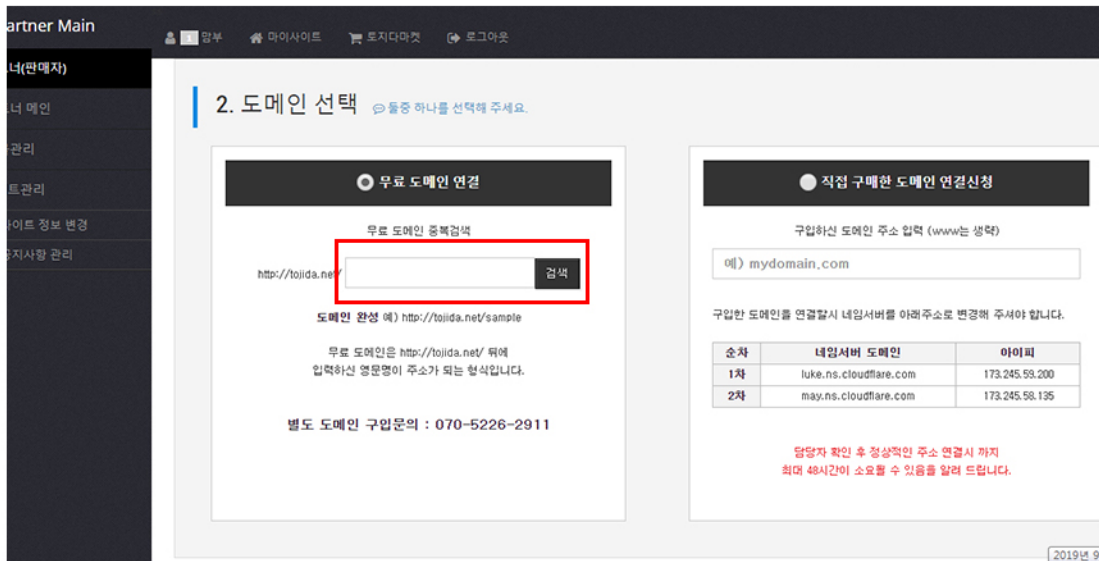 artner Main
1 맘부 마이사이트 토지다마켓 로그아웃
너(판매자)
너 메인
관리
트관리
사이트 정보 변경
공지사항 관리
2. 도메인 선택 둘중 하나를 선택해 주세요.
무료 도메인 연결
무료 도메인 중복검색
http://tojida.net/ 검색
도메인 완성 예) http://tojida.net/sample
무료 도메인은 http://tojida.net/ 뒤에
입력하신 영문명이 주소가 되는 형식입니다.
별도 도메인 구입문의 : 070-5226-2911
직접 구매한 도메인 연결신청
구입하신 도메인 주소 입력 (www는 생략)
예) mydomain.com
구입한 도메인을 연결할시 네임서버를 아래주소로 변경해 주셔야 합니다.
순차 네임서버 도메인 아이피
1차 luke.ns.cloudflare.com 173.245.59.200
2차 may.ns.cloudflare.com 173.245.58.135
담당자 확인 후 정상적인 주소 연결시 까지
최대 48시간이 소요될 수 있음을 알려 드립니다.
2019년 9